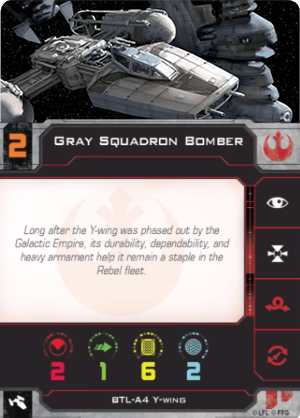 2 Gray Squadron Bomber
Long after the Y-wing was phased out by the
Galactic Empire, its durability, dependability, and
heavy armament help it remain a staple in the
Rebel fleet.
2 1 6 2
BTL-A4 Y-wing
©LFL ©FFG